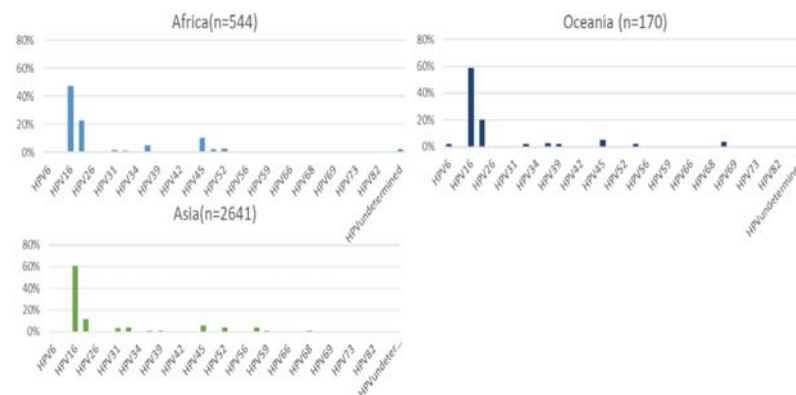 Africa(n=544)
80%
60%
40%
20%
0%
HPV6
HPV16
HPV26
HPV31
HPV34
HPV39
HPV42
HPV45
HPV52
HPV56
HPV59
HPV66
HPV68
HPV69
HPV73
HPV82
HPVundetermined
Oceania (n=170)
80%
60%
40%
20%
0%
HPV6
HPV16
HPV26
HPV31
HPV34
HPV39
HPV42
HPV45
HPV52
HPV56
HPV59
HPV66
HPV68
HPV69
HPV73
HPV82
HPVundetermine
Asia(n=2641)
80%
60%
40%
20%
0%
HPV6
HPV16
HPV26
HPV31
HPV34
HPV39
HPV42
HPV45
HPV52
HPV56
HPV59
HPV66
HPV68
HPV69
HPV73
HPV82
HPVundeter...